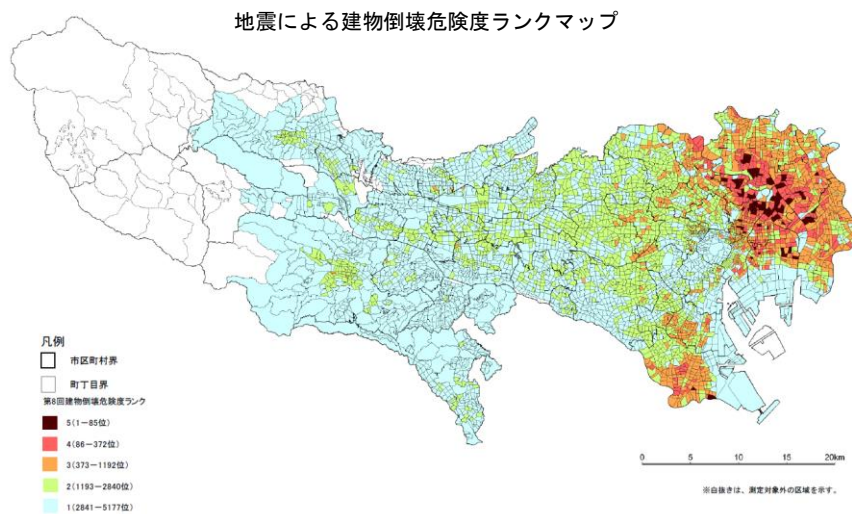 地震による建物倒壊危険度ランクマップ
凡例
市区町村界
町丁目界
第8回建物倒壊危険度ランク
5(1－85位)
4(86－372位)
3(373－1192位)
2(1193－2840位)
1(2841－5177位)
0 5 10 15 20km
※白抜きは、測定対象外の区域を示す。